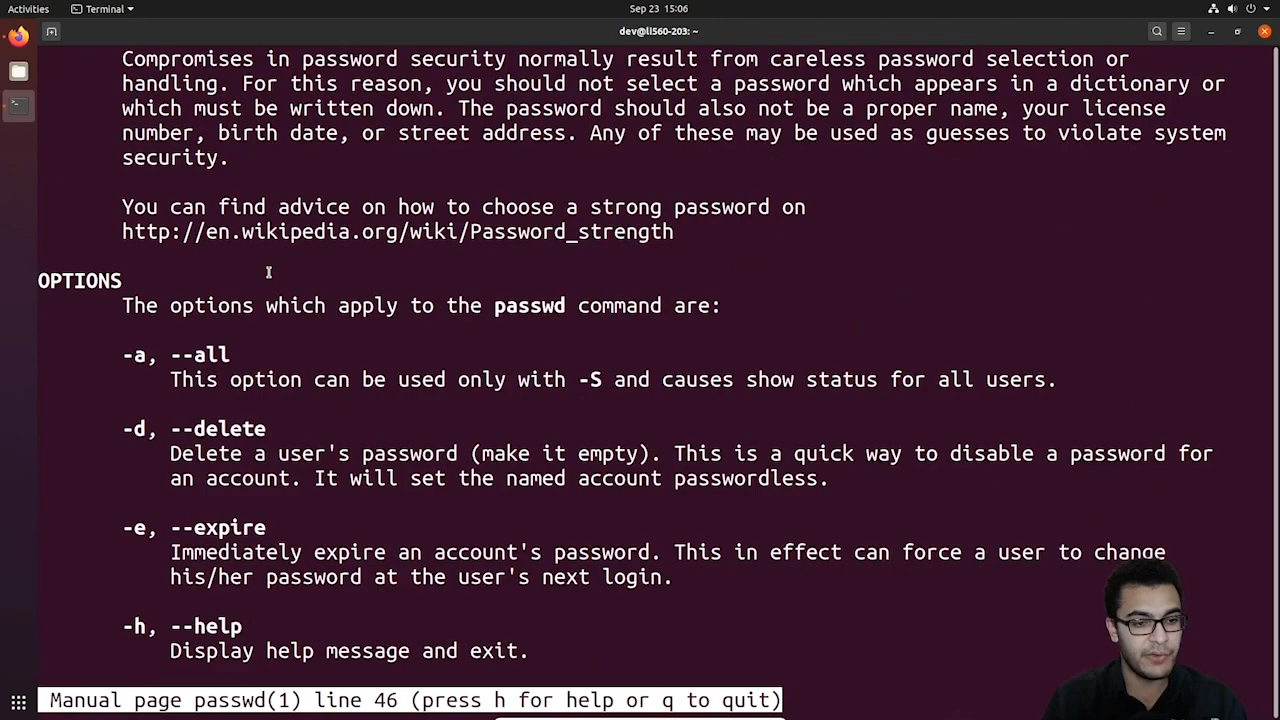 Activities
Terminal
Sep 23 15:06
dev@li560-203: ~
Compromises in password security normally result from careless password selection or
handling. For this reason, you should not select a password which appears in a dictionary or
which must be written down. The password should also not be a proper name, your license
number, birth date, or street address. Any of these may be used as guesses to violate system
security.
You can find advice on how to choose a strong password on
http://en.wikipedia.org/wiki/Password_strength
OPTIONS
The options which apply to the passwd command are:
-a, --all
This option can be used only with -S and causes show status for all users.
-d, --delete
Delete a user's password (make it empty). This is a quick way to disable a password for
an account. It will set the named account passwordless.
-e, --expire
Immediately expire an account's password. This in effect can force a user to change
his/her password at the user's next login.
-h, --help
Display help message and exit.
Manual page passwd(1) line 46 (press h for help or q to quit)